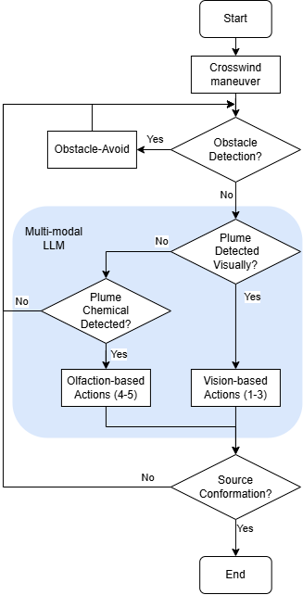 Start
Crosswind
maneuver
Obstacle
Detection?
Yes
Obstacle-Avoid
No
Multi-modal
LLM
Plume
Detected
Visually?
No
Yes
Plume
Chemical
Detected?
No
Yes
Olfaction-based
Actions (4-5)
Vision-based
Actions (1-3)
Source
Conformation?
No
Yes
End